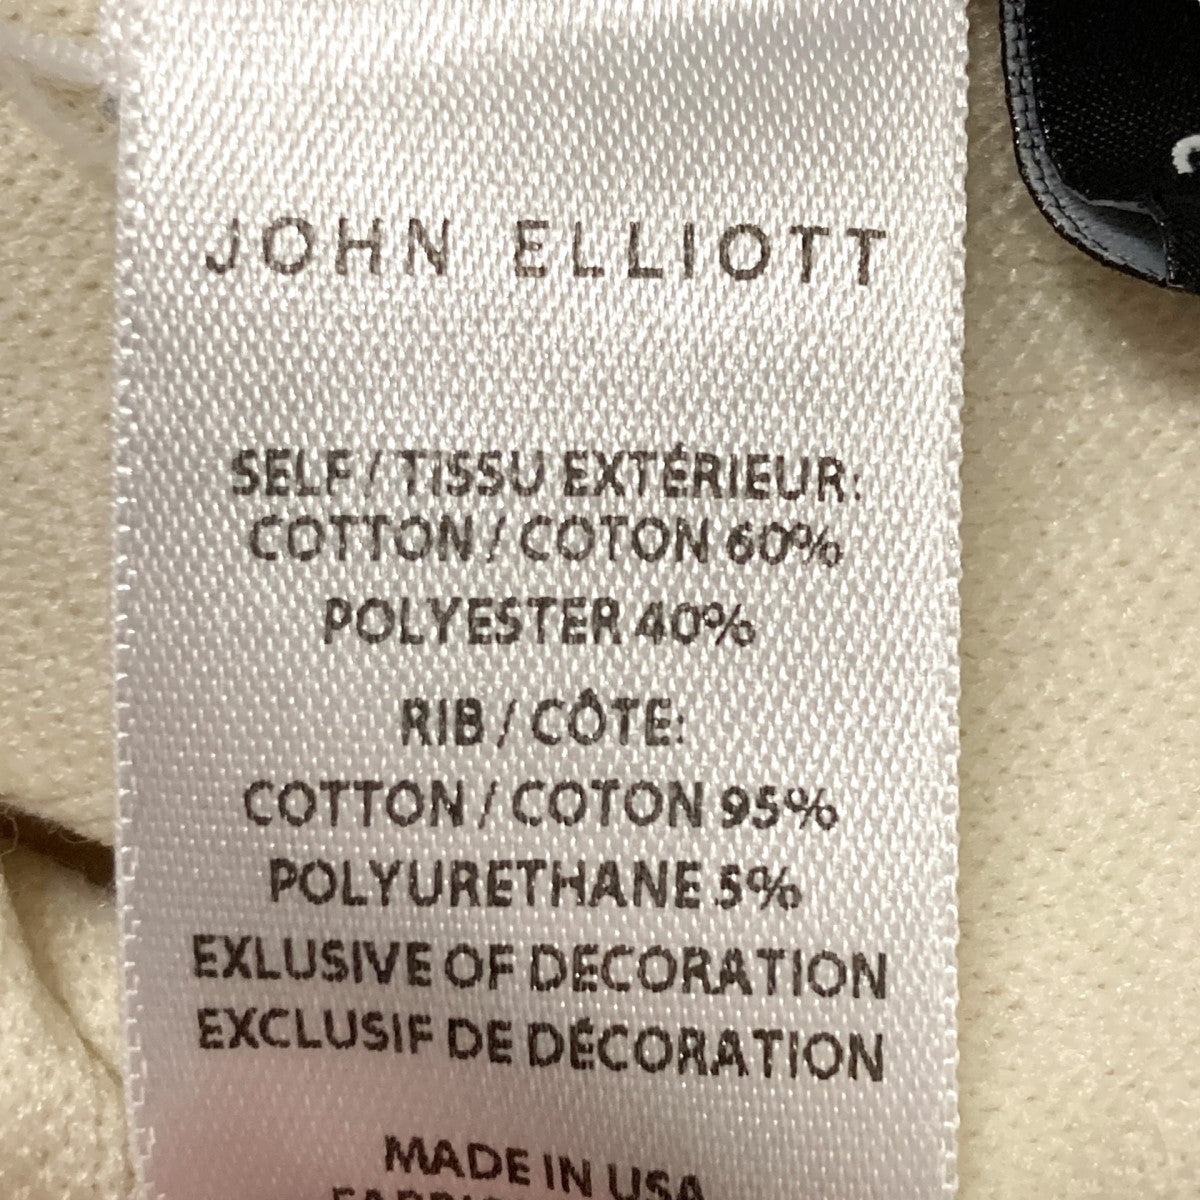 JOHN ELLIOTT
SELF / TISSU EXTÉRIEUR:
COTTON / COTON 60%
POLYESTER 40%
RIB / CÔTE:
COTTON / COTON 95%
POLYURETHANE 5%
EXLUSIVE OF DECORATION
EXCLUSIF DE DÉCORATION
MADE IN USA